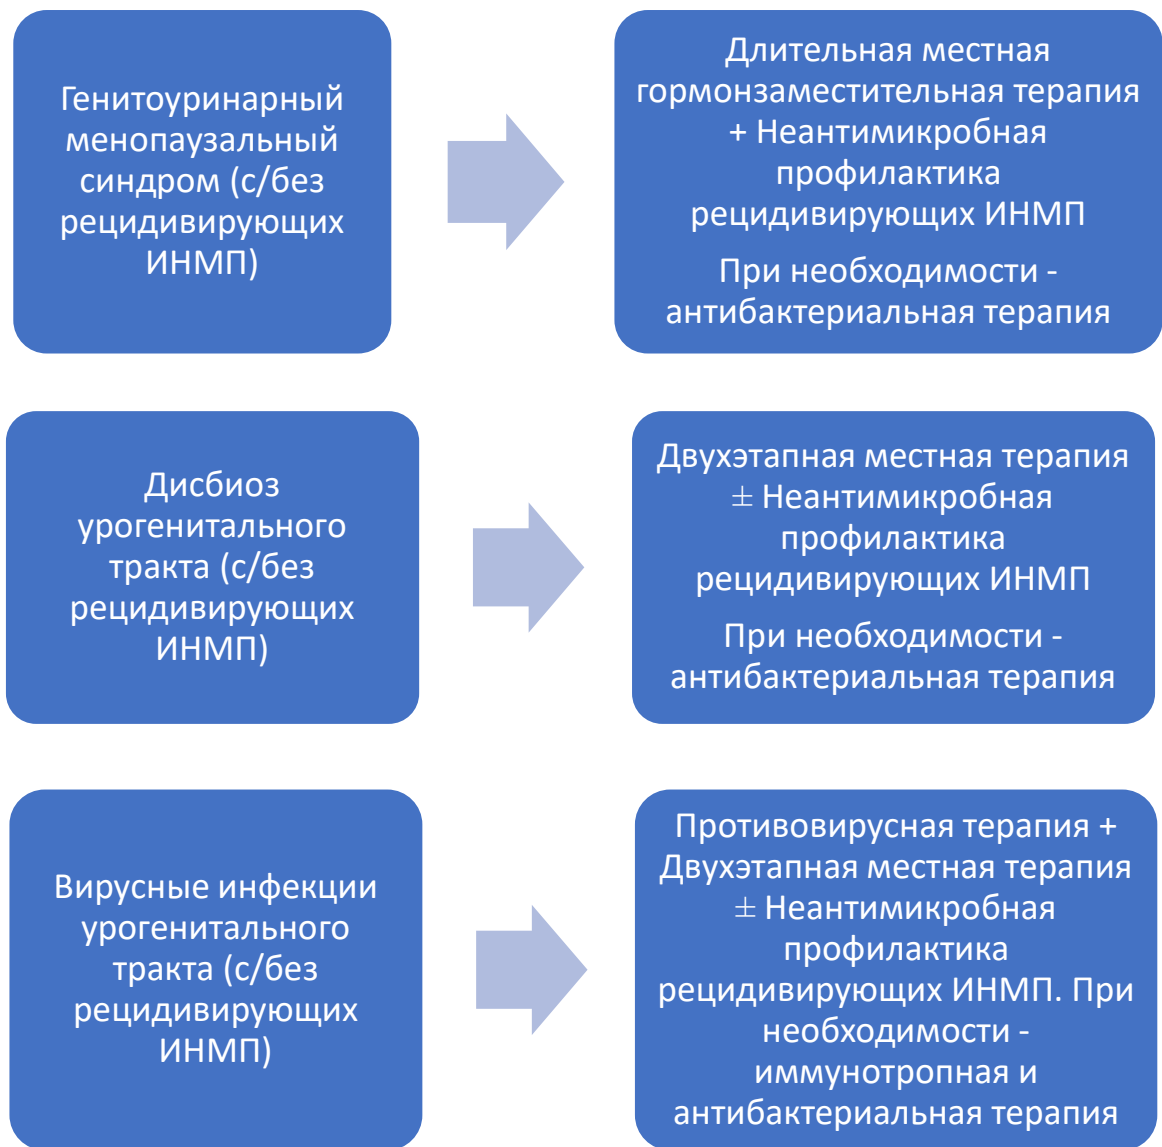 Генитоуринарный
менопаузальный
синдром (с/без
рецидивирующих
ИНМП)
Длительная местная
гормонзаместительная терапия
+ Неантимикробная
профилактика
рецидивирующих ИНМП
При необходимости -
антибактериальная терапия
Дисбиоз
урогенитального
тракта (с/без
рецидивирующих
ИНМП)
Двухэтапная местная терапия
± Неантимикробная
профилактика
рецидивирующих ИНМП
При необходимости -
антибактериальная терапия
Вирусные инфекции
урогенитального
тракта (с/без
рецидивирующих
ИНМП)
Противовирусная терапия +
Двухэтапная местная терапия
± Неантимикробная
профилактика
рецидивирующих ИНМП. При
необходимости -
иммунотропная и
антибактериальная терапия